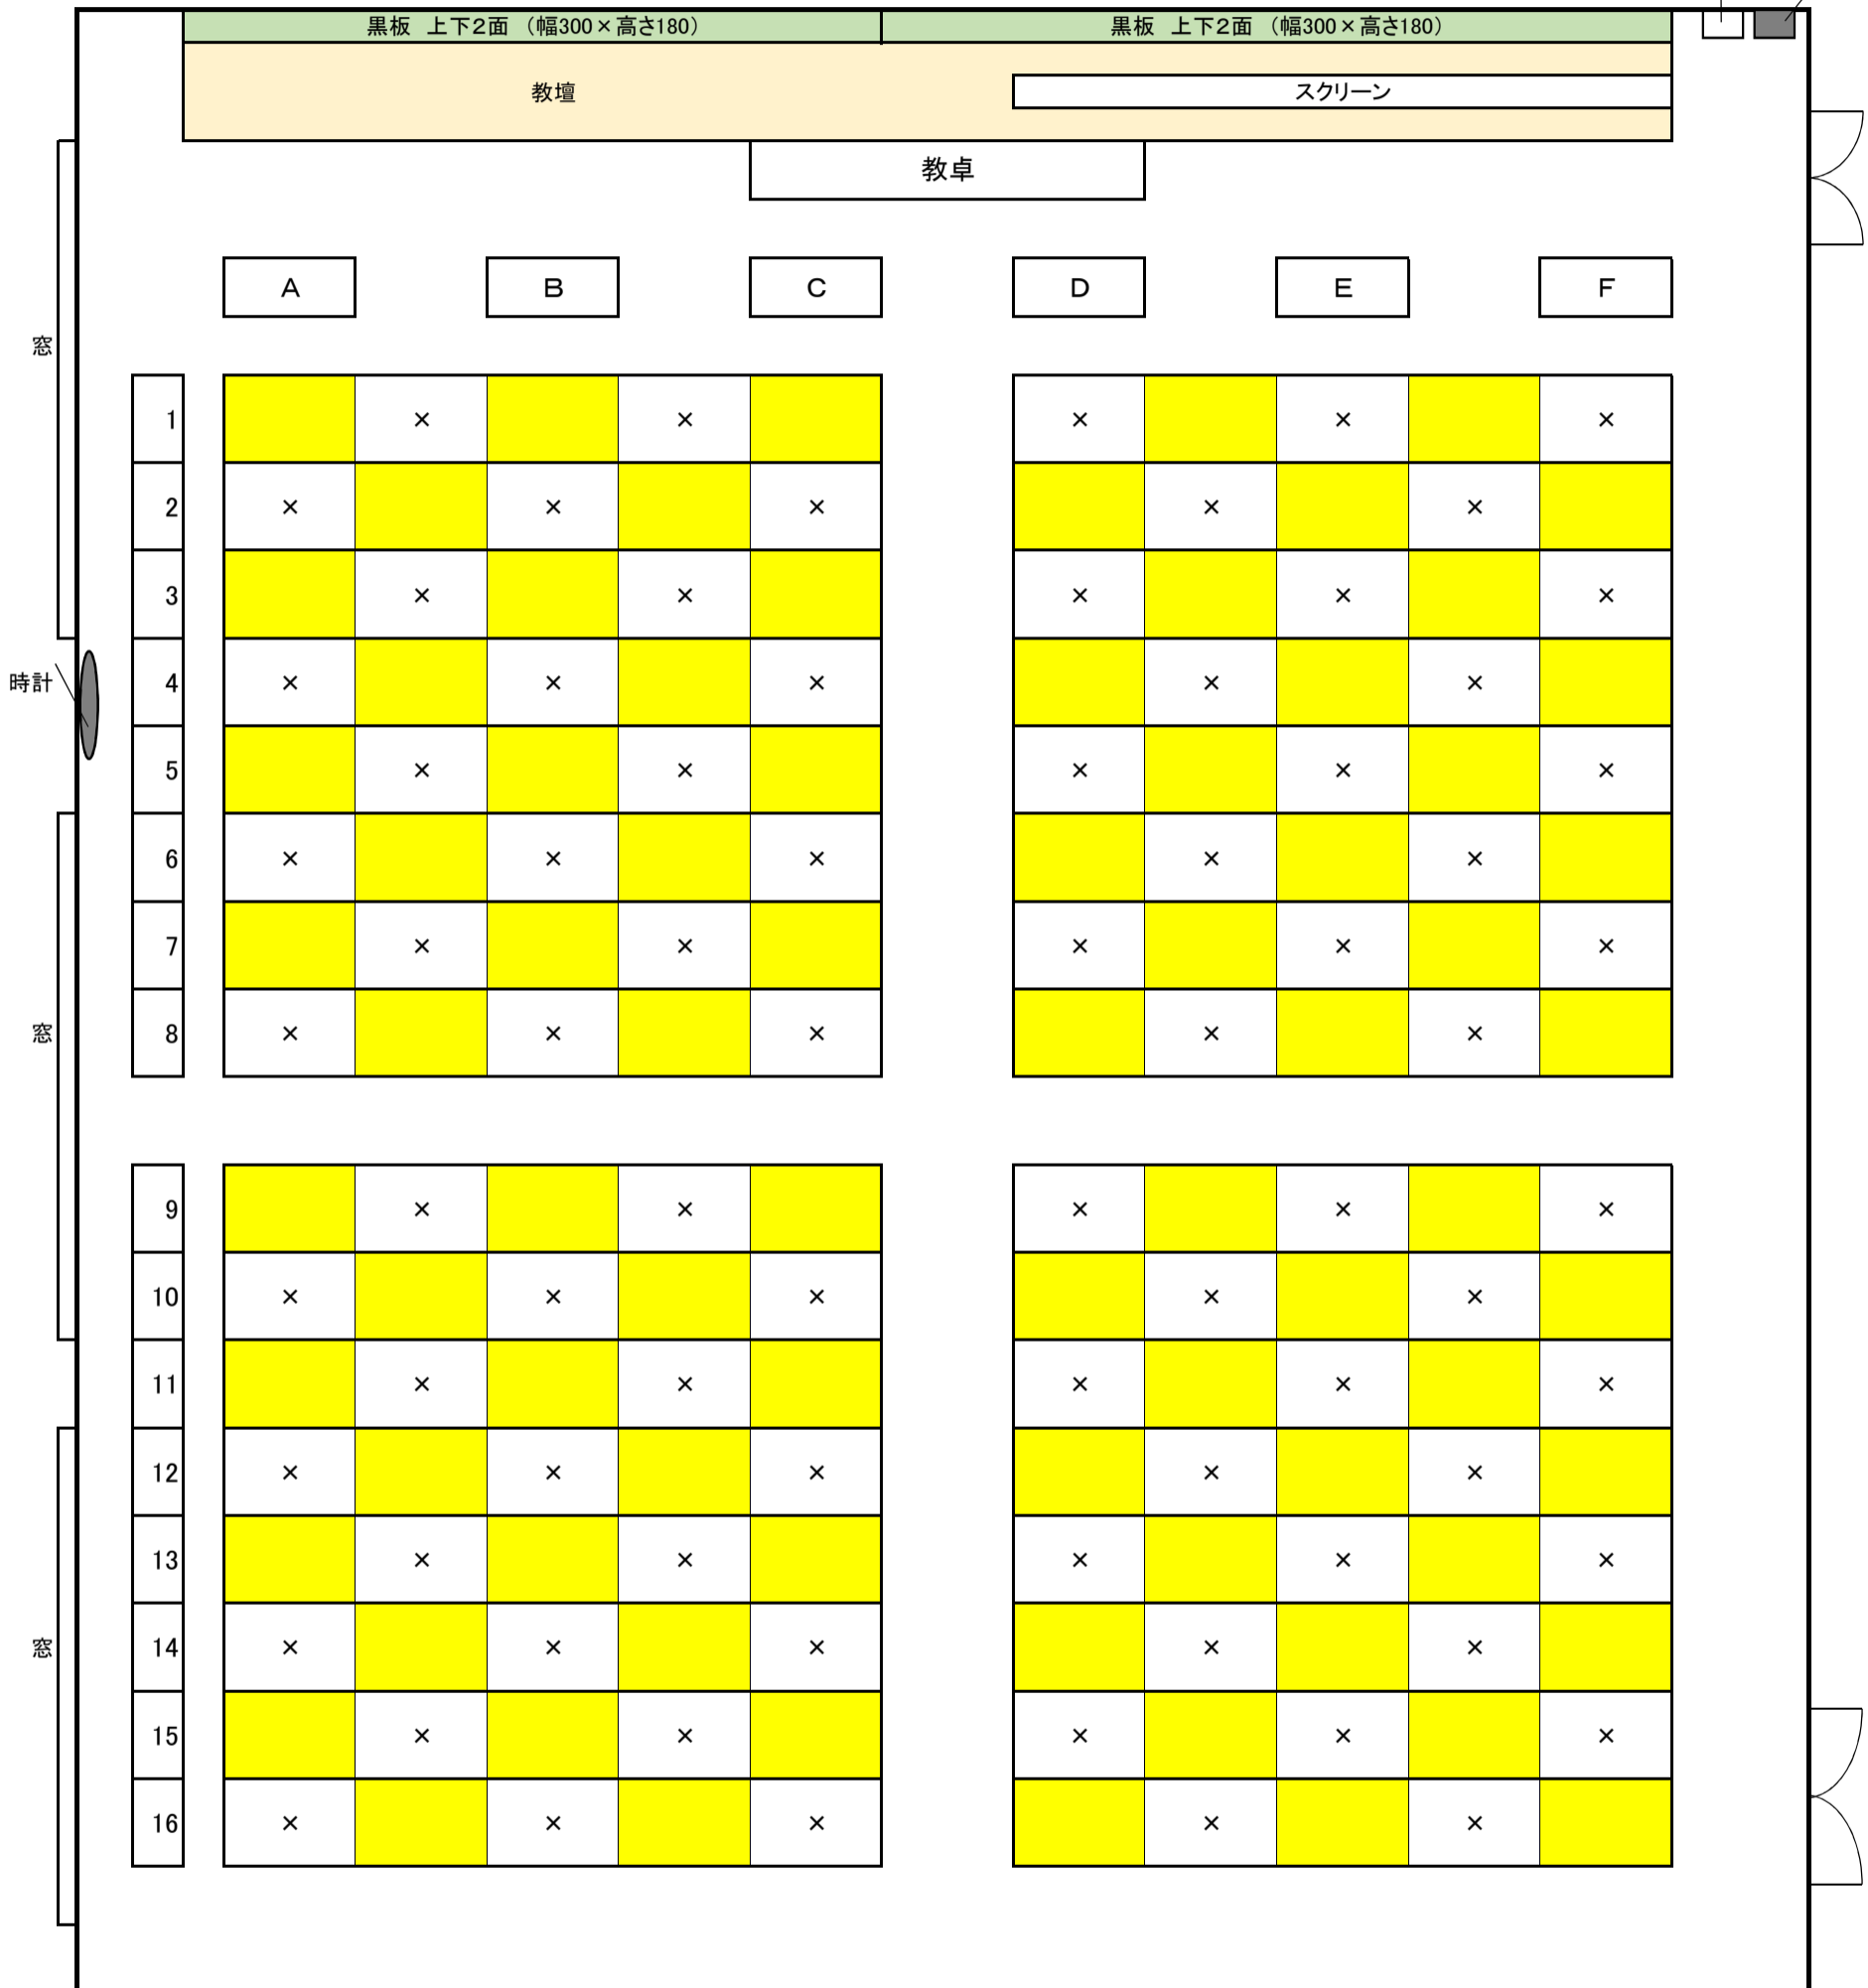 黒板　上下２面　（幅300×高さ180）　黒板　上下２面　（幅300×高さ180）
教壇　スクリーン
教卓
A B C D E F
窓
1 × × × × ×
2 × × × × ×
3 × × × × ×
時計
4 × × × × ×
5 × × × × ×
6 × × × × ×
7 × × × × ×
窓
8 × × × × ×
9 × × × × ×
10 × × × × ×
11 × × × × ×
12 × × × × ×
13 × × × × ×
窓
14 × × × × ×
15 × × × × ×
16 × × × × ×